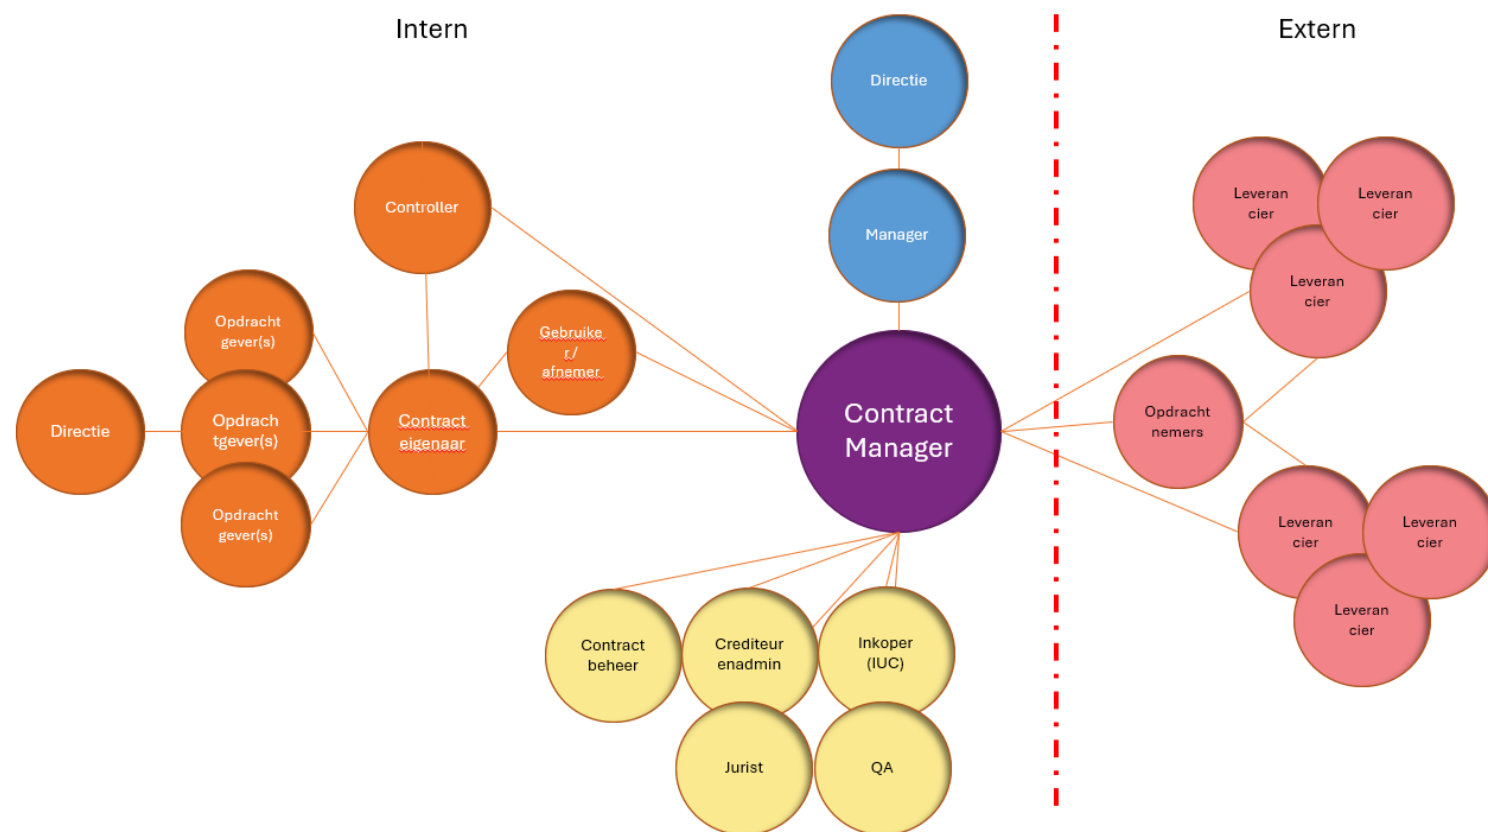 Intern
Extern
Directie
Manager
Controller
Opdracht
gever(s)
Gebruike
r /
afnemer
Directie
Opdrach
tgever(s)
Contract
eigenaar
Opdracht
gever(s)
Contract
Manager
Contract
beheer
Crediteur
enadmin
Inkoper
(IUC)
Jurist
QA
Leveran
cier
Leveran
cier
Leveran
cier
Opdracht
nemers
Leveran
cier
Leveran
cier
Leveran
cier